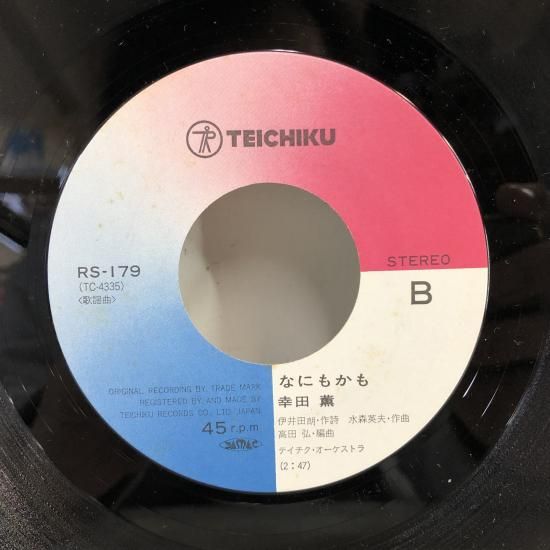 TEICHIKU
RS-179
(TC-4335)
〈歌謡曲〉
STEREO
B
ORIGINAL RECORDING BY, TRADE MARK
REGISTERED BY, AND MADE BY
TEICHIKU RECORDS CO., LTD. JAPAN.
45 r.p.m
JASRAC
なにもかも
幸田 薫
伊井田朗・作詩 水森英夫・作曲
高田 弘・編曲
テイチク・オーケストラ
(2:47)